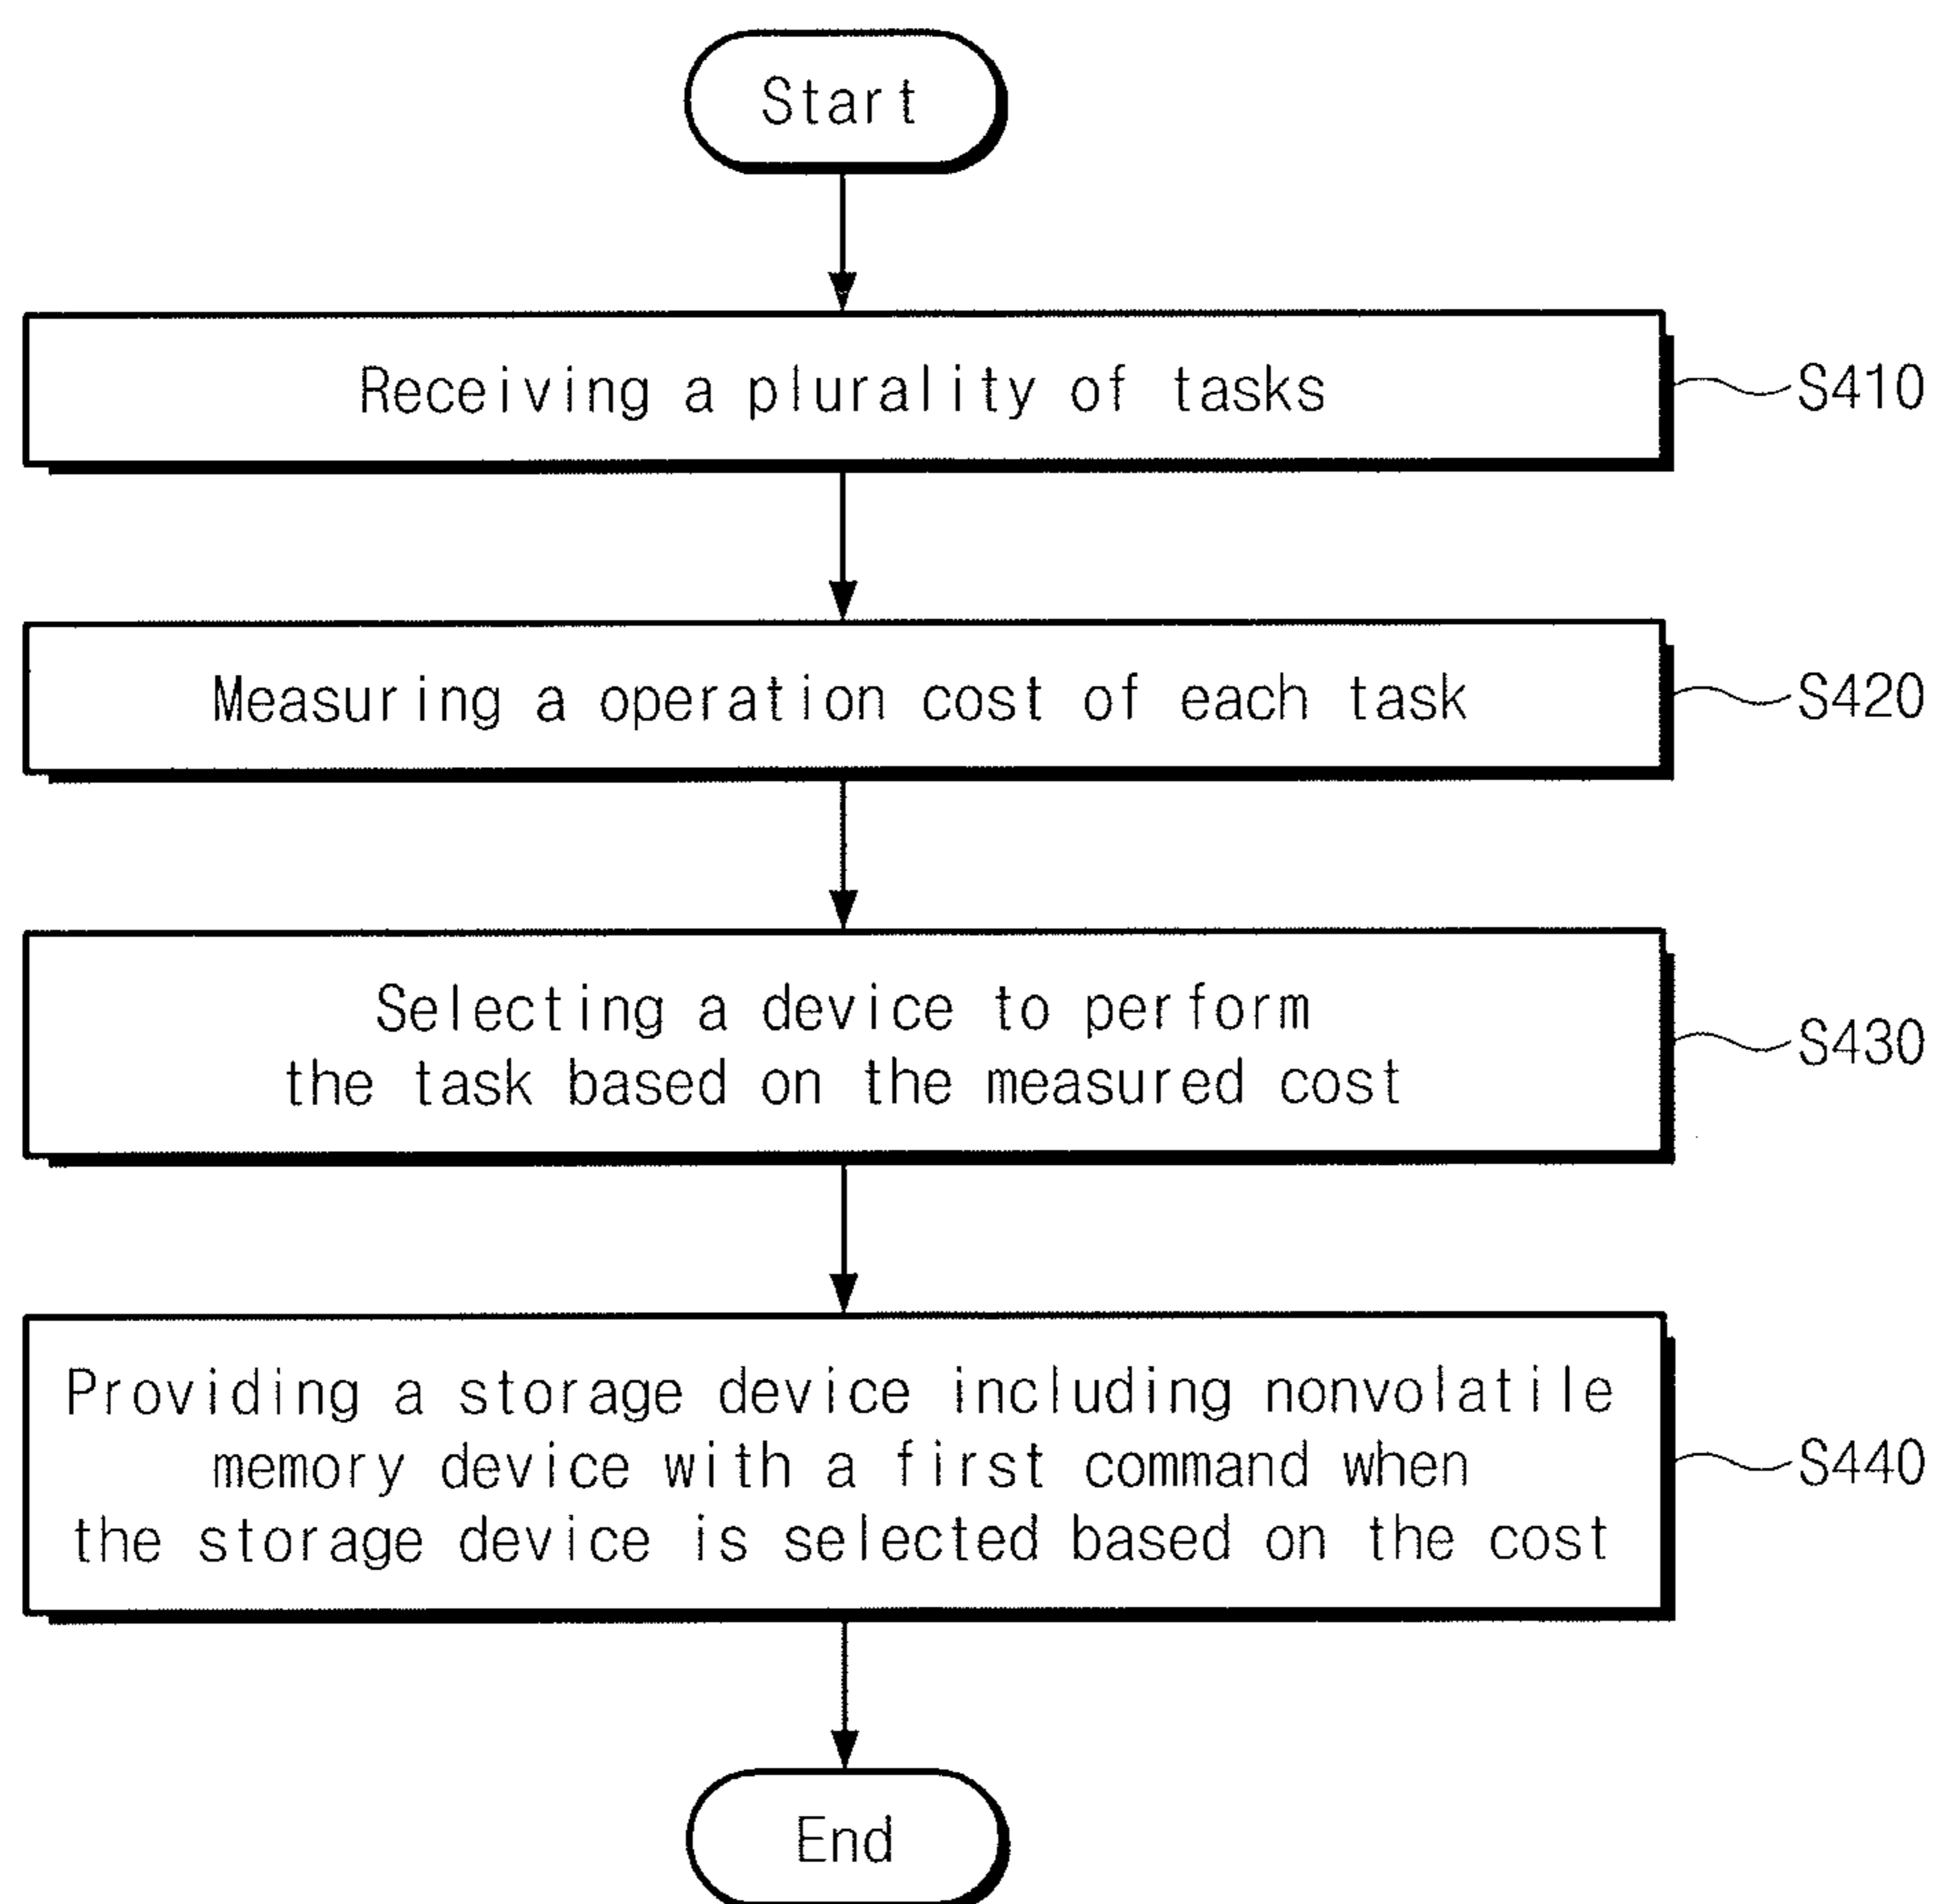 Start
Receiving a plurality of tasks
S410
Measuring a operation cost of each task
S420
Selecting a device to perform
the task based on the measured cost
S430
Providing a storage device including nonvolatile
memory device with a first command when
the storage device is selected based on the cost
S440
End